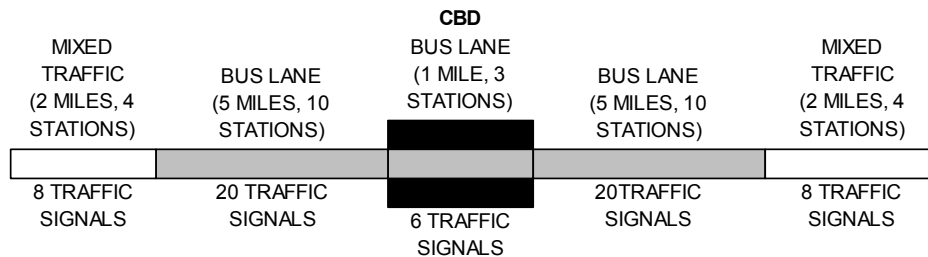 CBD
MIXED
TRAFFIC
(2 MILES, 4
STATIONS)
BUS LANE
(5 MILES, 10
STATIONS)
BUS LANE
(1 MILE, 3
STATIONS)
BUS LANE
(5 MILES, 10
STATIONS)
MIXED
TRAFFIC
(2 MILES, 4
STATIONS)
8 TRAFFIC
SIGNALS
20 TRAFFIC
SIGNALS
6 TRAFFIC
SIGNALS
20TRAFFIC
SIGNALS
8 TRAFFIC
SIGNALS